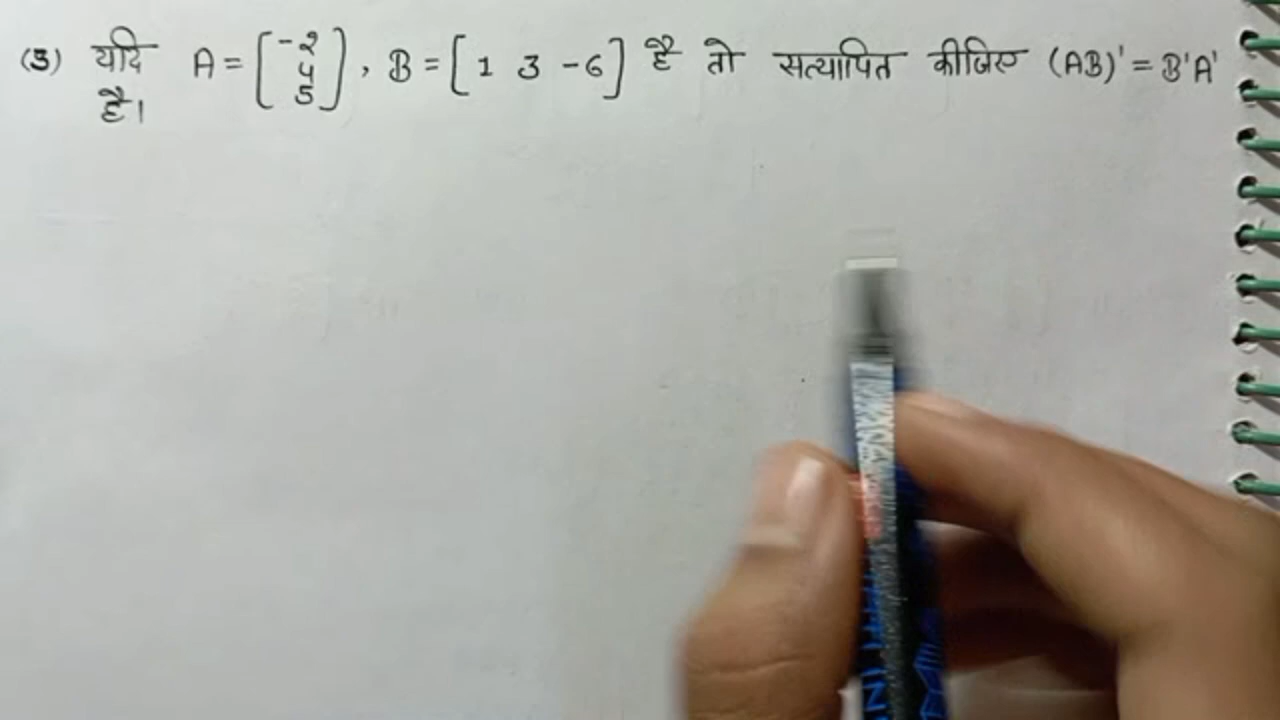 (3) यदि A = [-2 4 5], B = [1 3 -6] है तो सत्यापित कीजिए (AB)' = B'A'
है।